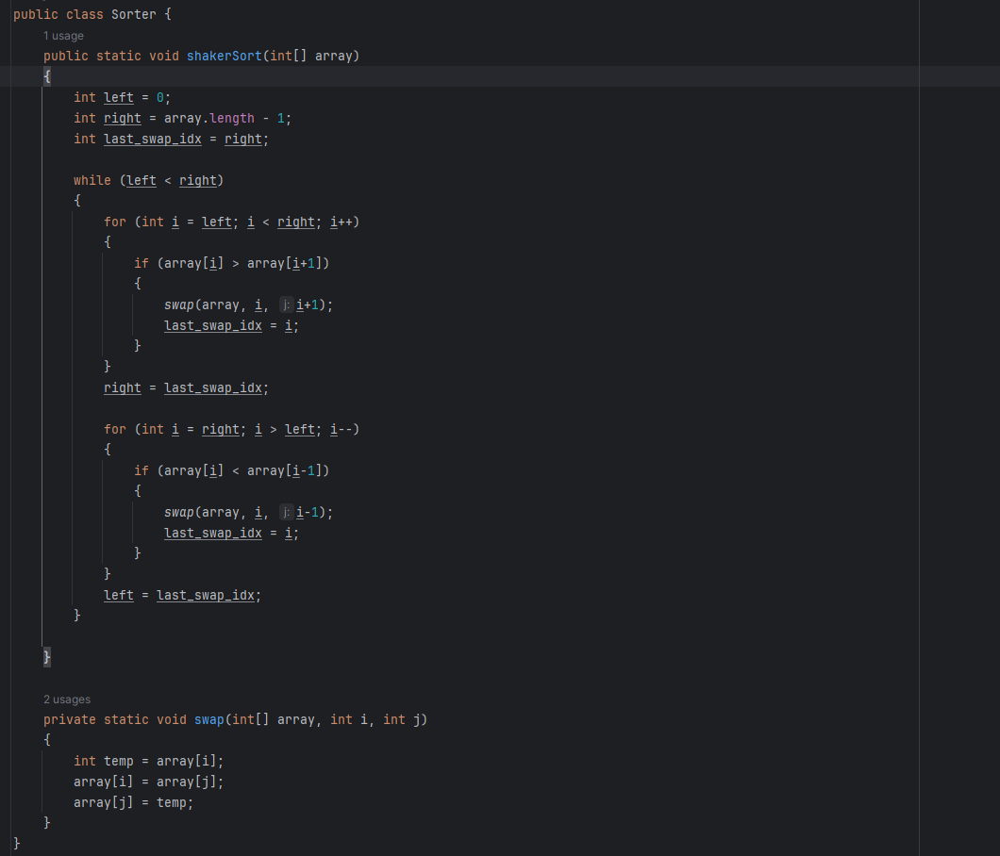 public class Sorter {
1 usage
public static void shakerSort(int[] array)
{
int left = 0;
int right = array.length - 1;
int last_swap_idx = right;
while (left < right)
{
for (int i = left; i < right; i++)
{
if (array[i] > array[i+1])
{
swap(array, i, j: i+1);
last_swap_idx = i;
}
}
right = last_swap_idx;
for (int i = right; i > left; i--)
{
if (array[i] < array[i-1])
{
swap(array, i, j: i-1);
last_swap_idx = i;
}
}
left = last_swap_idx;
}
}
2 usages
private static void swap(int[] array, int i, int j)
{
int temp = array[i];
array[i] = array[j];
array[j] = temp;
}
}